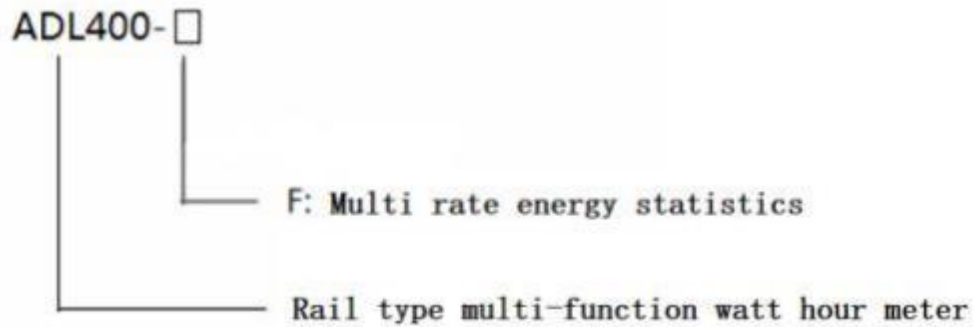 ADL400-□
F: Multi rate energy statistics
Rail type multi-function watt hour meter